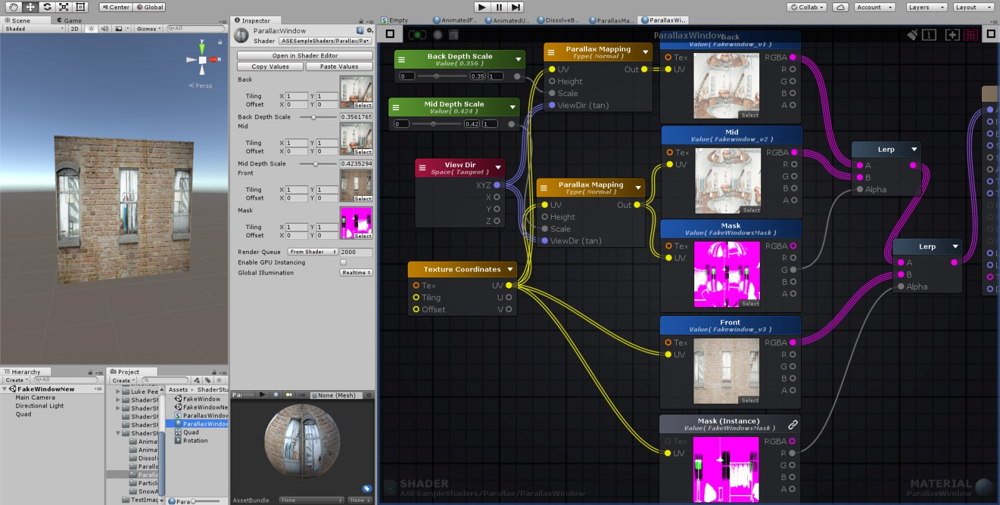 Center Global
Collab Account Layers Layout
Scene Game
Shaded 2D Gizmos All
y
x
Persp
Inspector
ParallaxWindow
Shader ASESampleShaders/Parallax/Pa
Open in Shader Editor
Copy Values Paste Values
Back
Tiling X 1 Y 1
Offset X 0 Y 0
Select
Back Depth Scale 0.3561765
Mid
Tiling X 1 Y 1
Offset X 0 Y 0
Select
Mid Depth Scale 0.4235294
Front
Tiling X 1 Y 1
Offset X 0 Y 0
Select
Mask
Tiling X 1 Y 1
Offset X 0 Y 0
Select
Render Queue From Shader 2000
Enable GPU Instancing
Global Illumination Realtime
Pa None (Mesh)
AssetBundle None None
Hierarchy
Create All
FakeWindowNew
Main Camera
Directional Light
Quad
Project
Create
Luke Pee
ShaderSt
ShaderSt
ShaderSt
ShaderSt
ShaderSt
Anima
Anima
Dissol
Paralla
Paralla
Particle
SnowA
TestImag
Assets ShaderStu
FakeWindow
FakeWindowNe
ParallaxWindow
ParallaxWindow
Quad
Rotation
Para
Empty AnimatedF.. AnimatedU.. DissolveB.. ParallaxMa.. ParallaxWi..
ParallaxWindow
Back Depth Scale
Value( 0.356 )
0 0.35 1
Mid Depth Scale
Value( 0.424 )
0 0.42 1
View Dir
Space( Tangent )
XYZ
X
Y
Z
Texture Coordinates
Tex UV
Tiling U
Offset V
Parallax Mapping
Type( Normal )
UV Out
Height
Scale
ViewDir (tan)
Parallax Mapping
Type( Normal )
UV Out
Height
Scale
ViewDir (tan)
Back
Value( Fakewindow_v1 )
Tex RGBA
UV R
G
B
A
Select
Mid
Value( Fakewindow_v2 )
Tex RGBA
UV R
G
B
A
Select
Mask
Value( FakeWindowsMask )
Tex RGBA
UV R
G
B
A
Select
Front
Value( Fakewindow_v3 )
Tex RGBA
UV R
G
B
A
Select
Mask (Instance)
Value( FakeWindowsMask )
Tex RGBA
UV R
G
B
A
Lerp
A
B
Alpha
Lerp
A
B
Alpha
SHADER
ASESampleShaders/Parallax/ParallaxWindow
MATERIAL
ParallaxWindow